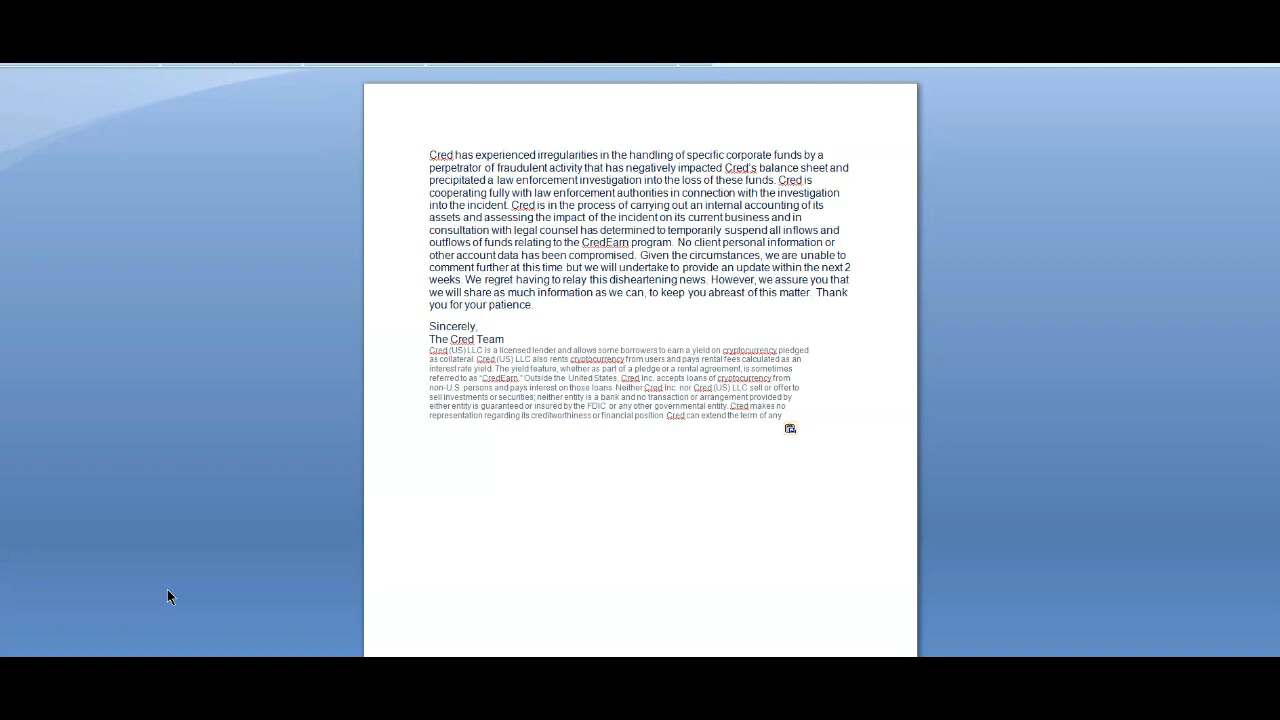 Cred has experienced irregularities in the handling of specific corporate funds by a
perpetrator of fraudulent activity that has negatively impacted Cred's balance sheet and
precipitated a law enforcement investigation into the loss of these funds. Cred is
cooperating fully with law enforcement authorities in connection with the investigation
into the incident. Cred is in the process of carrying out an internal accounting of its
assets and assessing the impact of the incident on its current business and in
consultation with legal counsel has determined to temporarily suspend all inflows and
outflows of funds relating to the CredEarn program. No client personal information or
other account data has been compromised. Given the circumstances, we are unable to
comment further at this time but we will undertake to provide an update within the next 2
weeks. We regret having to relay this disheartening news. However, we assure you that
we will share as much information as we can, to keep you abreast of this matter. Thank
you for your patience.
Sincerely,
The Cred Team
Cred (US) LLC is a licensed lender and allows some borrowers to earn a yield on cryptocurrency pledged
as collateral. Cred (US) LLC also rents cryptocurrency from users and pays rental fees calculated as an
interest rate yield. The yield feature, whether as part of a pledge or a rental agreement, is sometimes
referred to as “CredEarn.” Outside the United States, Cred Inc. accepts loans of cryptocurrency from
non-U.S. persons and pays interest on those loans. Neither Cred Inc. nor Cred (US) LLC sell or offer to
sell investments or securities; neither entity is a bank and no transaction or arrangement provided by
either entity is guaranteed or insured by the FDIC or any other governmental entity. Cred makes no
representation regarding its creditworthiness or financial position. Cred can extend the term of any